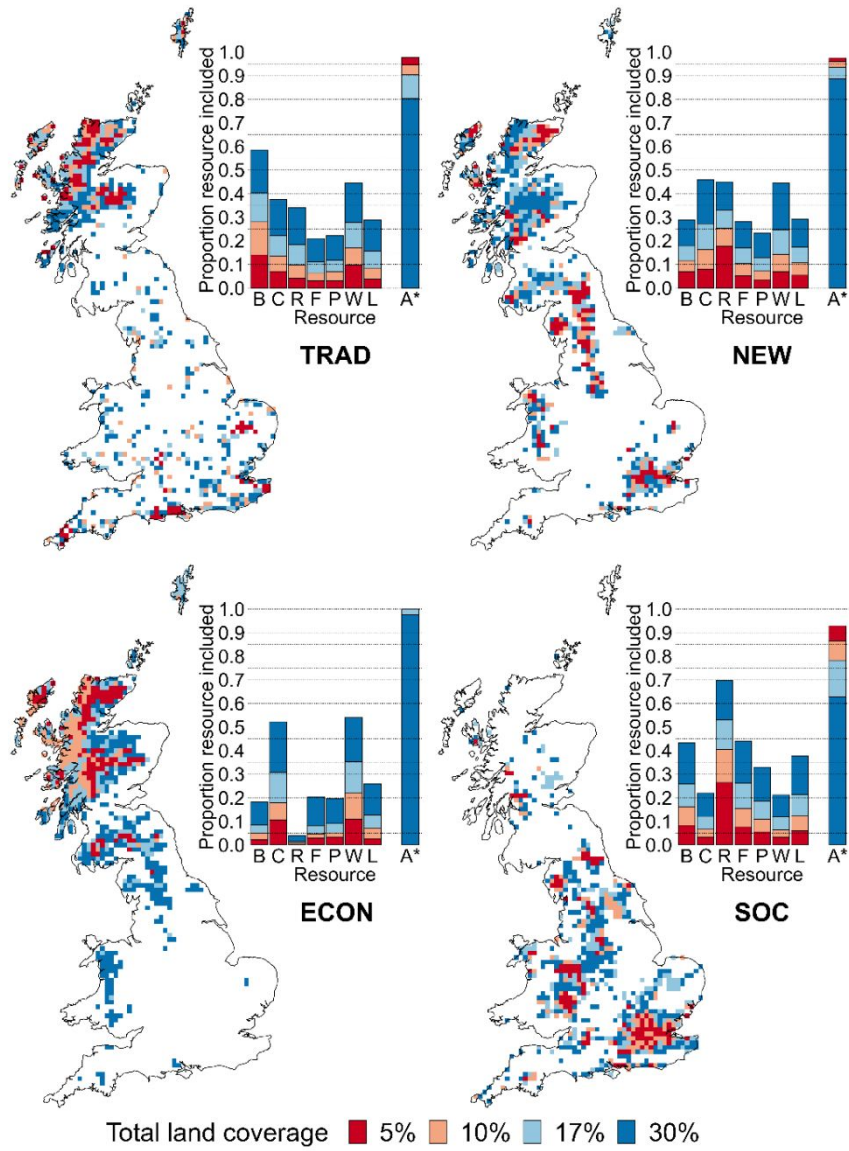 Proportion resource included
1.0
0.9
0.8
0.7
0.6
0.5
0.4
0.3
0.2
0.1
0.0
B C R F P W L A*
Resource
TRAD
Proportion resource included
1.0
0.9
0.8
0.7
0.6
0.5
0.4
0.3
0.2
0.1
0.0
B C R F P W L A*
Resource
NEW
Proportion resource included
1.0
0.9
0.8
0.7
0.6
0.5
0.4
0.3
0.2
0.1
0.0
B C R F P W L A*
Resource
ECON
Proportion resource included
1.0
0.9
0.8
0.7
0.6
0.5
0.4
0.3
0.2
0.1
0.0
B C R F P W L A*
Resource
SOC
Total land coverage 5% 10% 17% 30%